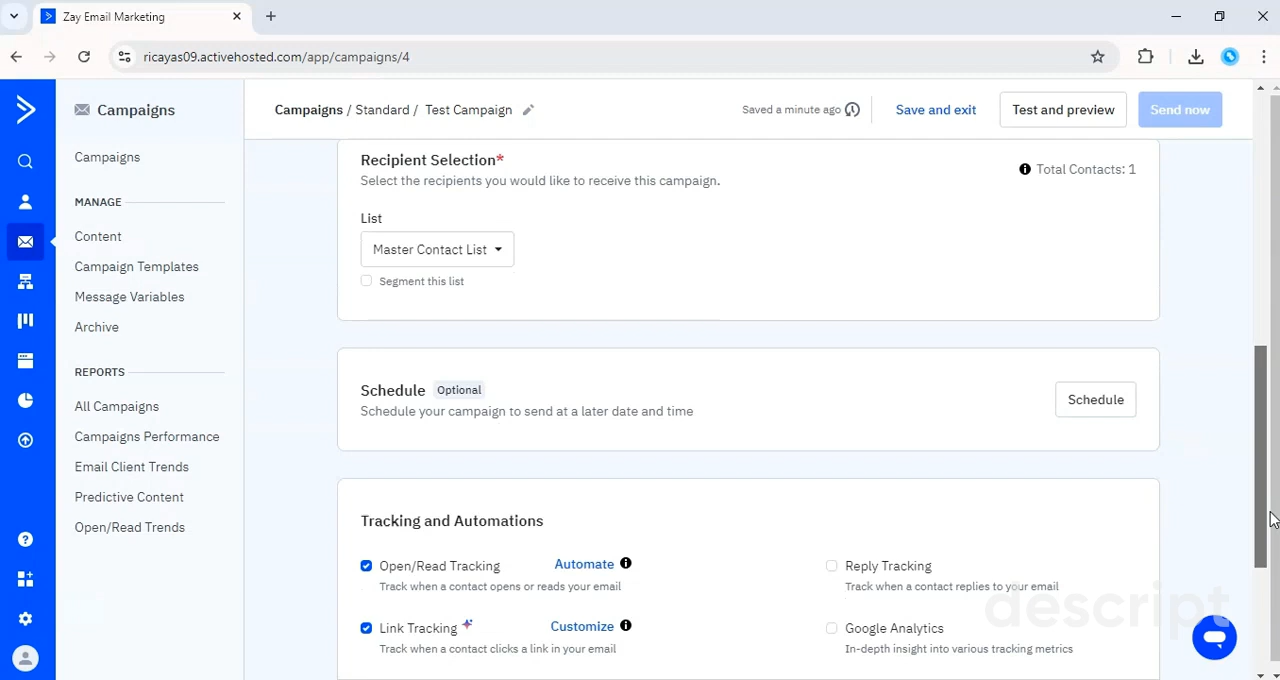 Zay Email Marketing
ricayas09.activehosted.com/app/campaigns/4
Campaigns
Campaigns / Standard / Test Campaign
Saved a minute ago
Save and exit
Test and preview
Send now
Campaigns
MANAGE
Content
Campaign Templates
Message Variables
Archive
REPORTS
All Campaigns
Campaigns Performance
Email Client Trends
Predictive Content
Open/Read Trends
Recipient Selection*
Select the recipients you would like to receive this campaign.
Total Contacts: 1
List
Master Contact List
Segment this list
Schedule Optional
Schedule your campaign to send at a later date and time
Schedule
Tracking and Automations
Open/Read Tracking Automate
Track when a contact opens or reads your email
Reply Tracking
Track when a contact replies to your email
Link Tracking Customize
Track when a contact clicks a link in your email
Google Analytics
In-depth insight into various tracking metrics
descript